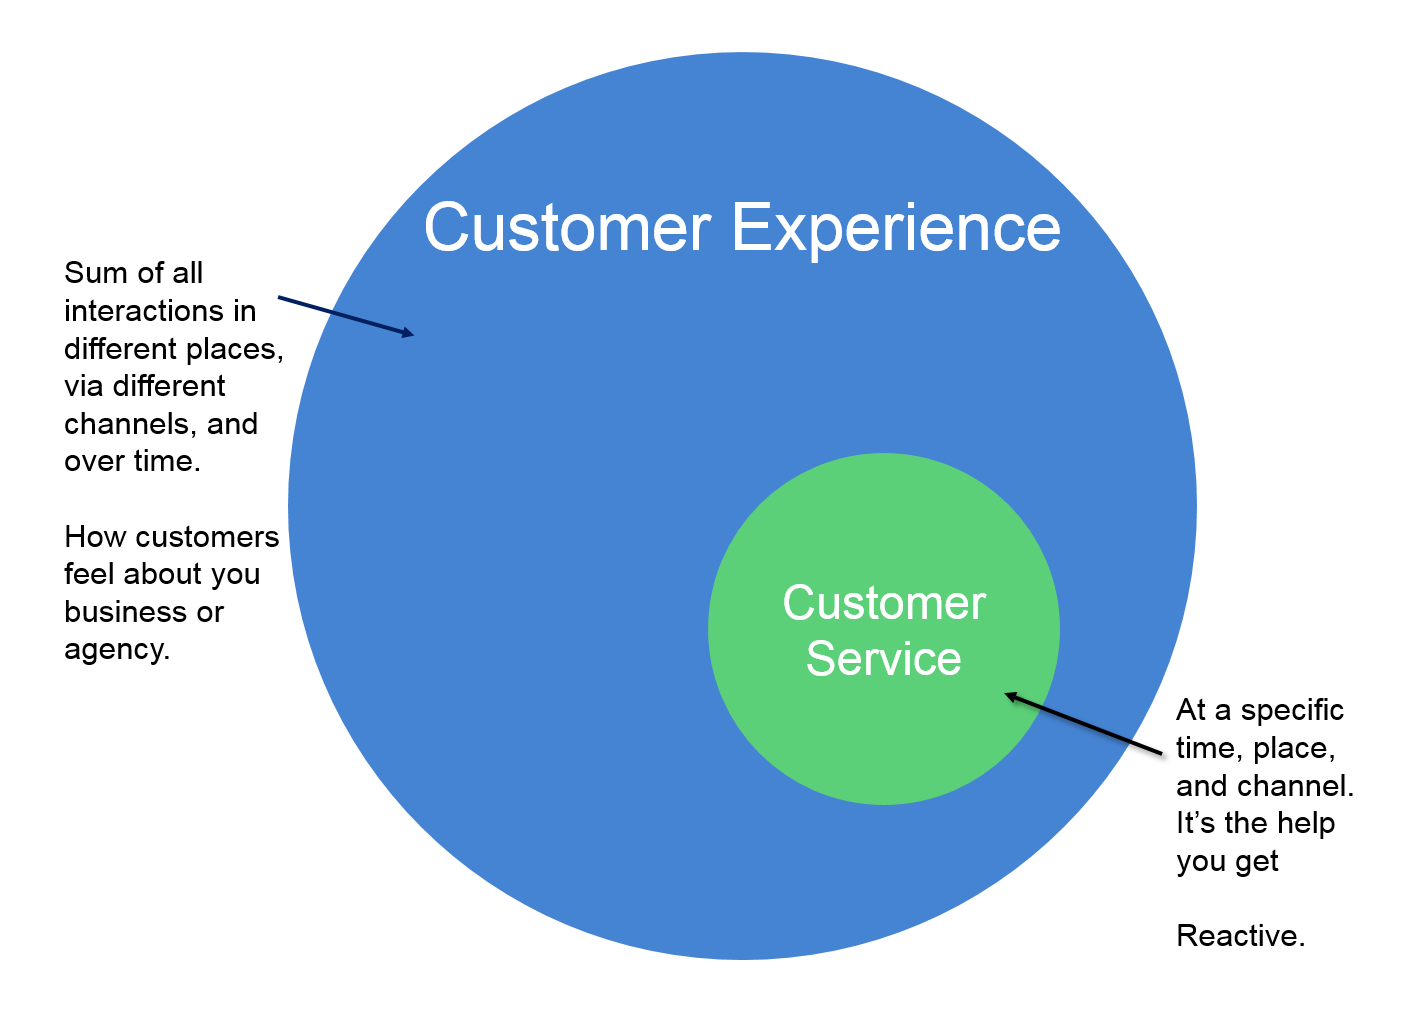 Customer Experience
Sum of all
interactions in
different places,
via different
channels, and
over time.
How customers
feel about you
business or
agency.
Customer
Service
At a specific
time, place,
and channel.
It’s the help
you get
Reactive.